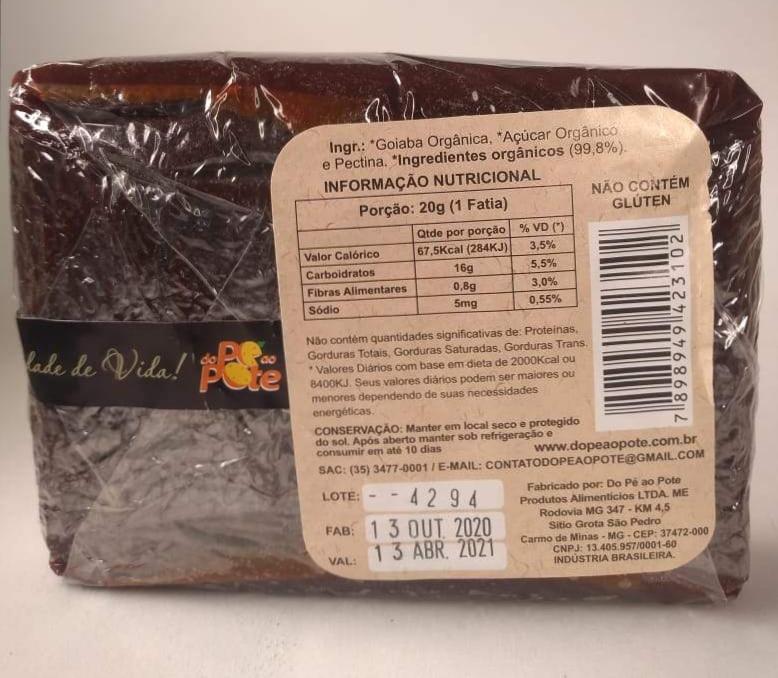 Ingr.: *Goiaba Orgânica, *Açúcar Orgânico
e Pectina. *Ingredientes orgânicos (99,8%).
INFORMAÇÃO NUTRICIONAL
Porção: 20g (1 Fatia)
Qtde por porção % VD (*)
Valor Calórico 67,5Kcal (284KJ) 3,5%
Carboidratos 16g 5,5%
Fibras Alimentares 0,8g 3,0%
Sódio 5mg 0,55%
NÃO CONTÉM
GLÚTEN
7 898949 423102
Não contém quantidades significativas de: Proteínas,
Gorduras Totais, Gorduras Saturadas, Gorduras Trans.
* Valores Diários com base em dieta de 2000Kcal ou
8400KJ. Seus valores diários podem ser maiores ou
menores dependendo de suas necessidades
energéticas.
CONSERVAÇÃO: Manter em local seco e protegido
do sol. Após aberto manter sob refrigeração e
consumir em até 10 dias
www.dopeaopote.com.br
SAC: (35) 3477-0001 / E-MAIL: CONTATODOPEAOPOTE@GMAIL.COM
LOTE: - - 4294
FAB: 13 OUT. 2020
VAL: 13 ABR. 2021
Fabricado por: Do Pé ao Pote
Produtos Alimentícios LTDA. ME
Rodovia MG 347 - KM 4,5
Sítio Grota São Pedro
Carmo de Minas - MG - CEP: 37472-000
CNPJ: 13.405.957/0001-60
INDÚSTRIA BRASILEIRA.
dade de Vida!
do Pé ao
pote